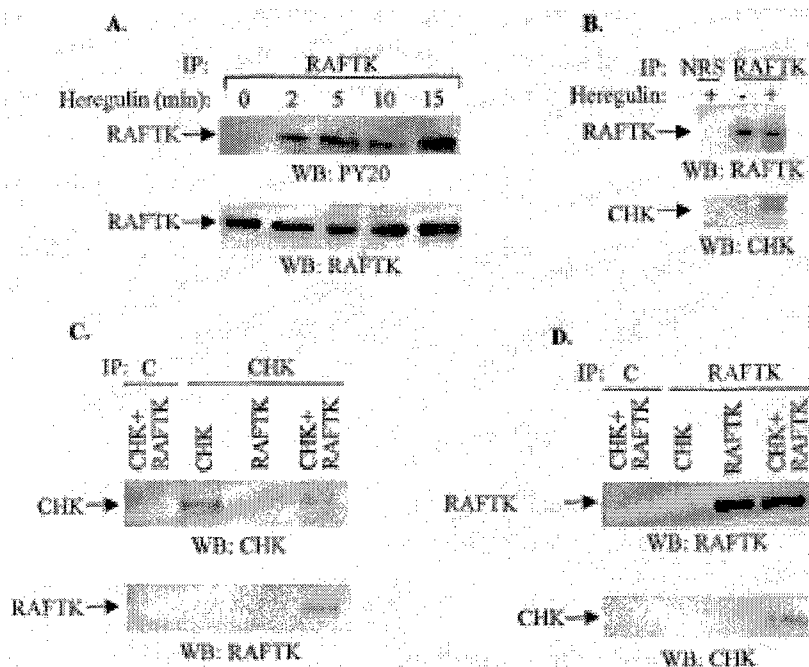 A.
IP: RAFTK
Heregulin (min): 0 2 5 10 15
RAFTK
WB: PY20
RAFTK
WB: RAFTK
B.
IP: NRS RAFTK
Heregulin: + - +
RAFTK
WB: RAFTK
CHK
WB: CHK
C.
IP: C CHK
CHK+ RAFTK CHK RAFTK CHK+ RAFTK
CHK
WB: CHK
RAFTK
WB: RAFTK
D.
IP: C RAFTK
CHK+ RAFTK CHK RAFTK CHK+ RAFTK
RAFTK
WB: RAFTK
CHK
WB: CHK